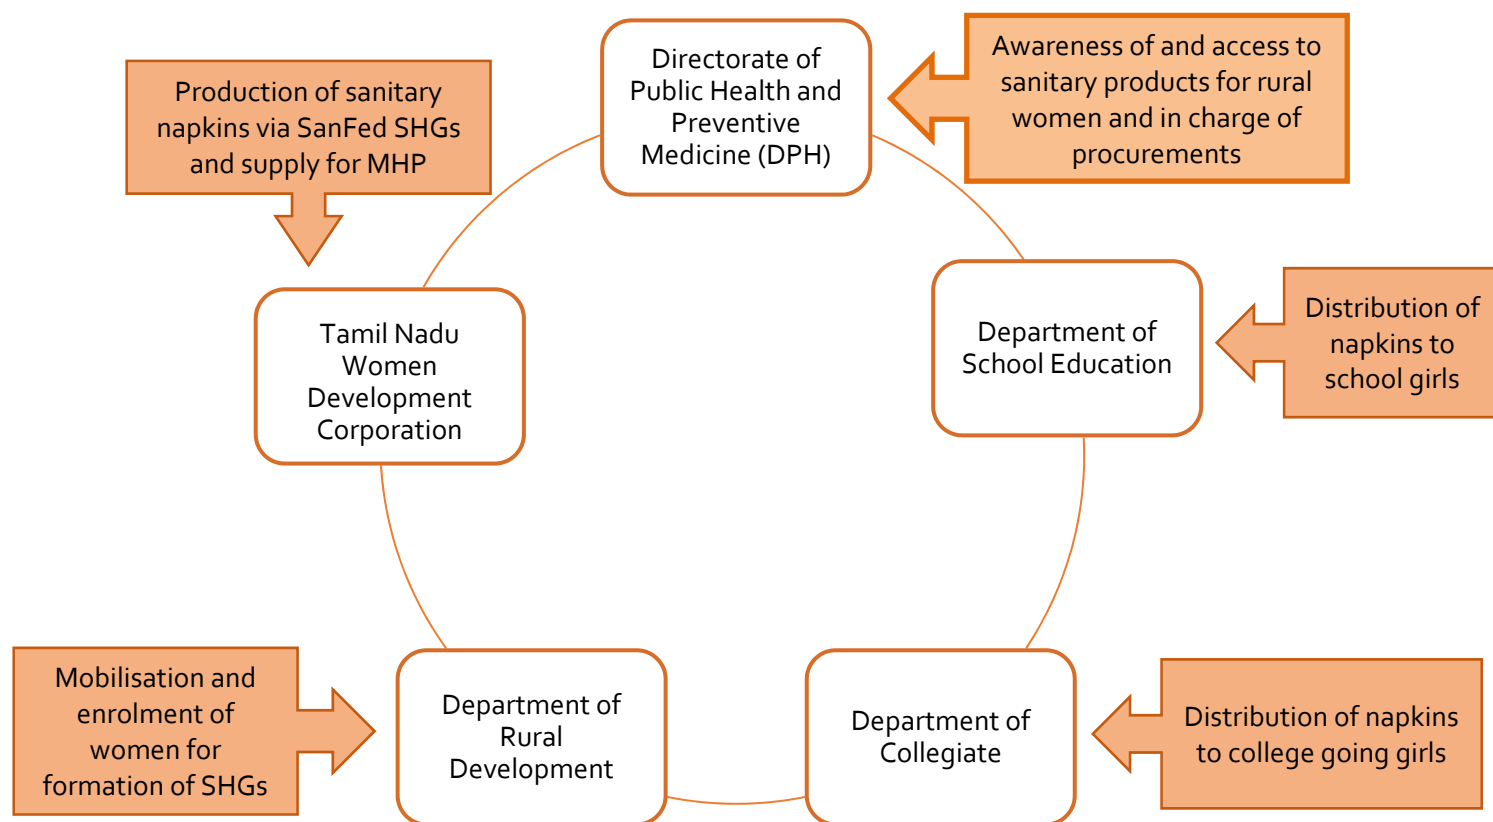 Directorate of
Public Health and
Preventive
Medicine (DPH)
Awareness of and access to
sanitary products for rural
women and in charge of
procurements
Production of sanitary
napkins via SanFed SHGs
and supply for MHP
Tamil Nadu
Women
Development
Corporation
Department of
School Education
Distribution of
napkins to
school girls
Mobilisation and
enrolment of
women for
formation of SHGs
Department of
Rural
Development
Department of
Collegiate
Distribution of napkins
to college going girls